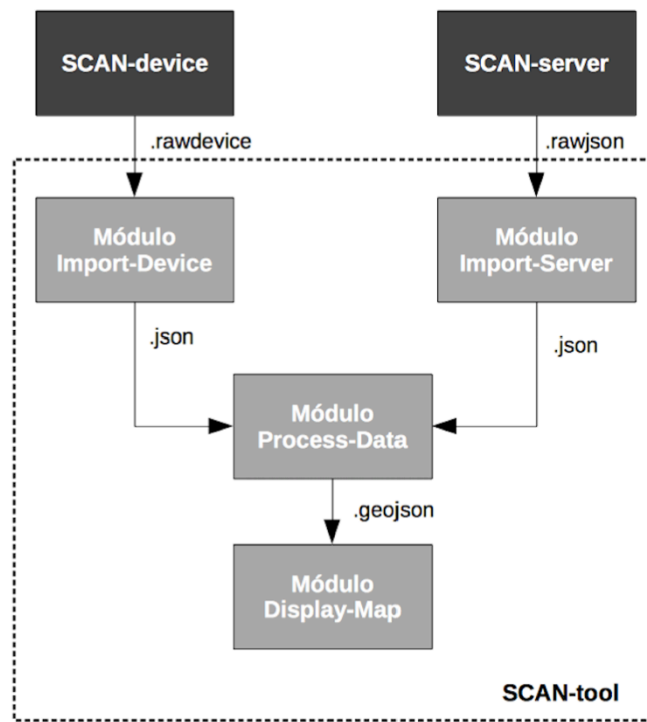 SCAN-device
SCAN-server
.rawdevice
.rawjson
Módulo
Import-Device
Módulo
Import-Server
.json
.json
Módulo
Process-Data
.geojson
Módulo
Display-Map
SCAN-tool